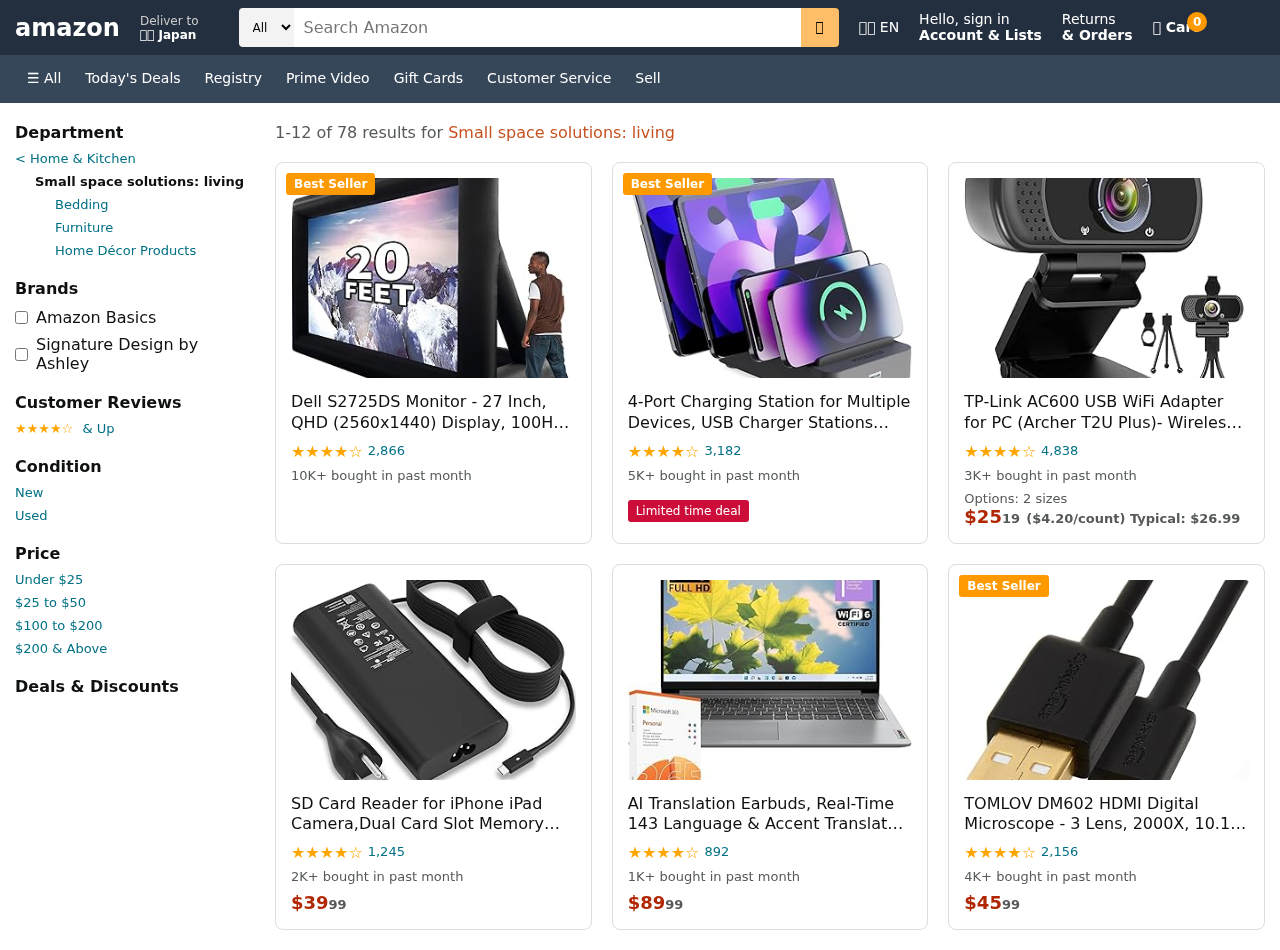 amazon
Deliver to
Japan
All
Search Amazon
EN
Hello, sign in
Account & Lists
Returns
& Orders
0
☰ All
Today's Deals
Registry
Prime Video
Gift Cards
Customer Service
Sell
Department
< Home & Kitchen
Small space solutions: living
Bedding
Furniture
Home Décor Products
Brands
Amazon Basics
Signature Design by
Ashley
Customer Reviews
★★★★☆ & Up
Condition
New
Used
Price
Under $25
$25 to $50
$100 to $200
$200 & Above
Deals & Discounts
1-12 of 78 results for Small space solutions: living
Best Seller
20
FEET
Dell S2725DS Monitor - 27 Inch,
QHD (2560x1440) Display, 100H…
★★★★☆ 2,866
10K+ bought in past month
Best Seller
4-Port Charging Station for Multiple
Devices, USB Charger Stations…
★★★★☆ 3,182
5K+ bought in past month
Limited time deal
TP-Link AC600 USB WiFi Adapter
for PC (Archer T2U Plus)- Wireles…
★★★★☆ 4,838
3K+ bought in past month
Options: 2 sizes
$25 19 ($4.20/count) Typical: $26.99
SD Card Reader for iPhone iPad
Camera,Dual Card Slot Memory…
★★★★☆ 1,245
2K+ bought in past month
$39 99
FULL HD
Wi Fi 6
CERTIFIED
Microsoft 365
Personal
AI Translation Earbuds, Real-Time
143 Language & Accent Translat…
★★★★☆ 892
1K+ bought in past month
$89 99
Best Seller
amazonbasics
amazonbasics
TOMLOV DM602 HDMI Digital
Microscope - 3 Lens, 2000X, 10.1…
★★★★☆ 2,156
4K+ bought in past month
$45 99